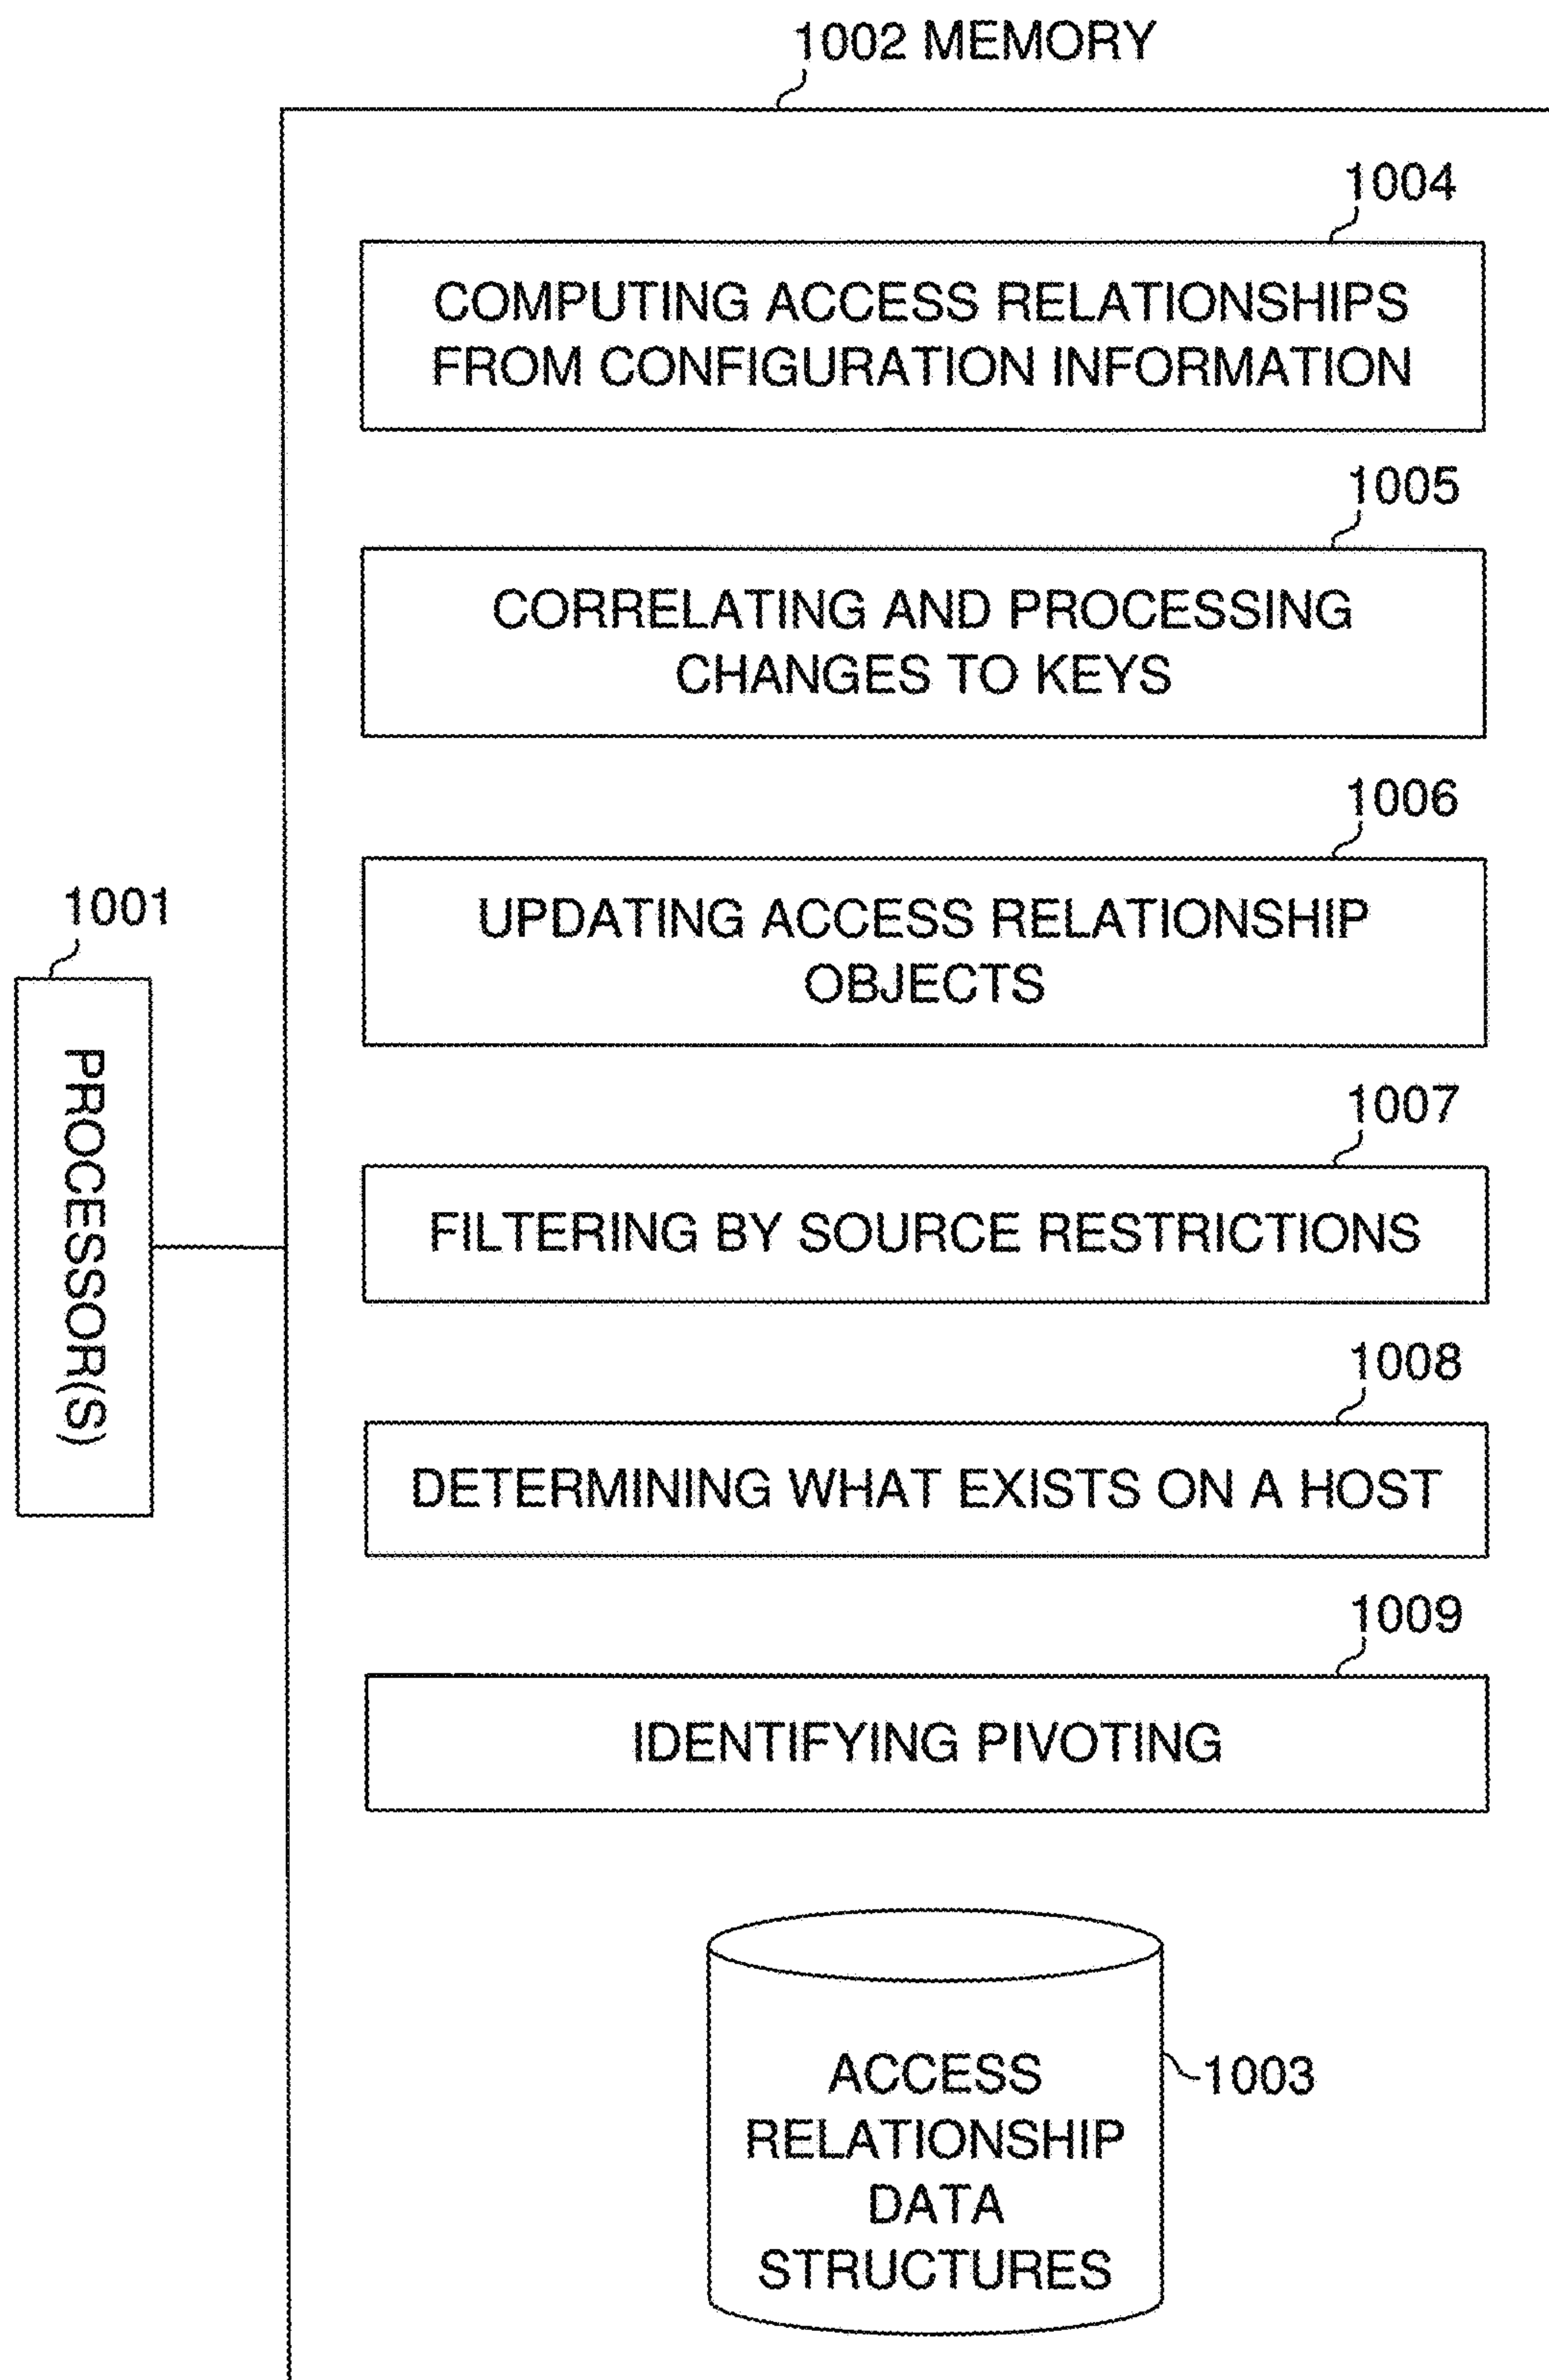 1002 MEMORY
1004
COMPUTING ACCESS RELATIONSHIPS
FROM CONFIGURATION INFORMATION
1005
CORRELATING AND PROCESSING
CHANGES TO KEYS
1006
UPDATING ACCESS RELATIONSHIP
OBJECTS
1001
PROCESSOR(S)
1007
FILTERING BY SOURCE RESTRICTIONS
1008
DETERMINING WHAT EXISTS ON A HOST
1009
IDENTIFYING PIVOTING
1003
ACCESS
RELATIONSHIP
DATA
STRUCTURES